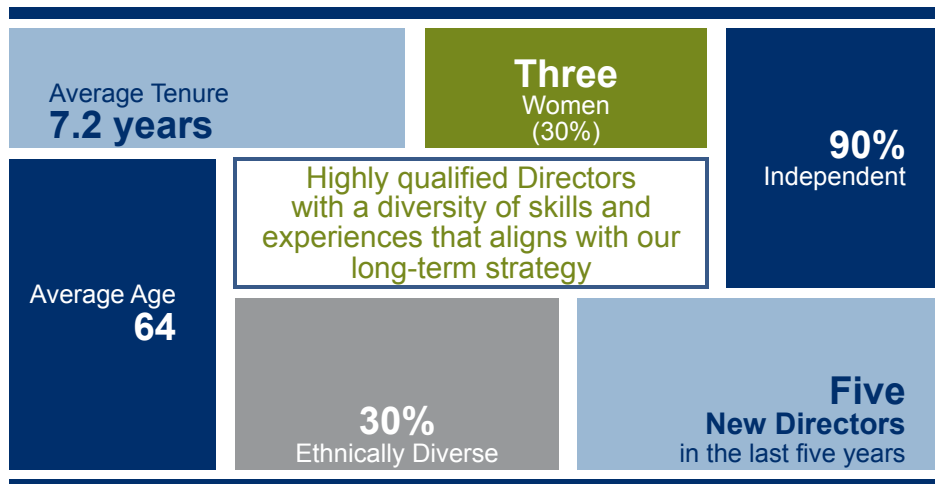 Average Tenure
7.2 years
Three
Women
(30%)
90%
Independent
Highly qualified Directors
with a diversity of skills and
experiences that aligns with our
long-term strategy
Average Age
64
30%
Ethnically Diverse
Five
New Directors
in the last five years